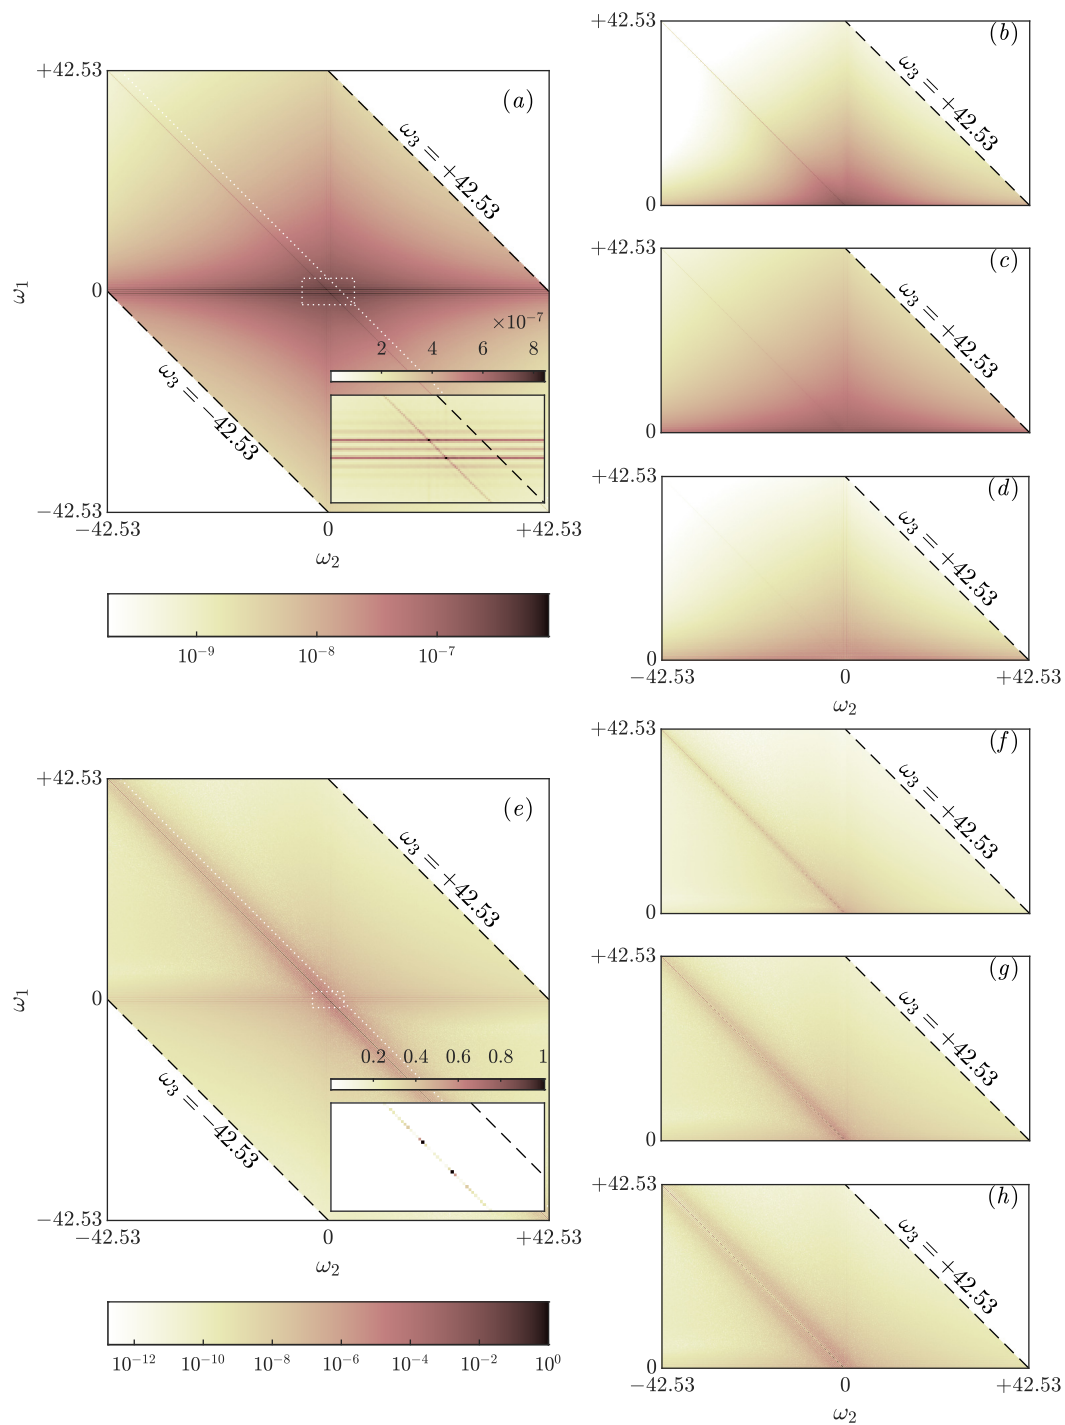 +42.53
(a)
ω₃ = +42.53
ω₁
0
×10⁻⁷
2 4 6 8
ω₃ = −42.53
−42.53
−42.53 0 +42.53
ω₂
10⁻⁹ 10⁻⁸ 10⁻⁷
+42.53
(b)
ω₃ = +42.53
0
+42.53
(c)
ω₃ = +42.53
0
+42.53
(d)
ω₃ = +42.53
0
−42.53 0 +42.53
ω₂
+42.53
(e)
ω₃ = +42.53
ω₁
0
0.2 0.4 0.6 0.8 1
ω₃ = −42.53
−42.53
−42.53 0 +42.53
ω₂
10⁻¹² 10⁻¹⁰ 10⁻⁸ 10⁻⁶ 10⁻⁴ 10⁻² 10⁰
+42.53
(f)
ω₃ = +42.53
0
+42.53
(g)
ω₃ = +42.53
0
+42.53
(h)
ω₃ = +42.53
0
−42.53 0 +42.53
ω₂